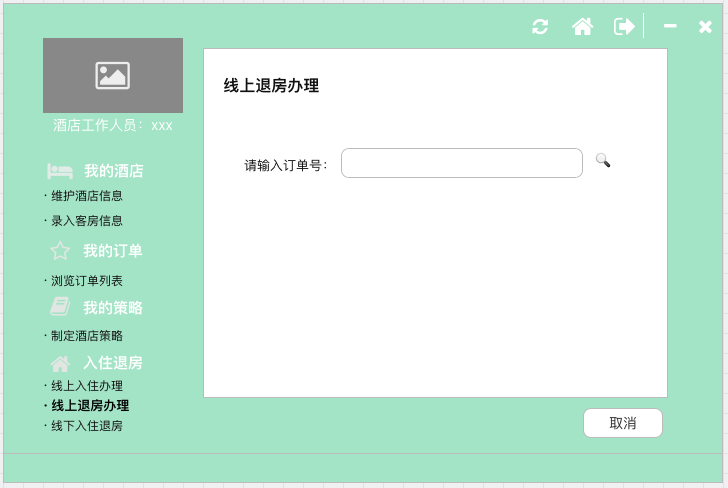 酒店工作人员：xxx
我的酒店
· 维护酒店信息
· 录入客房信息
我的订单
· 浏览订单列表
我的策略
· 制定酒店策略
入住退房
· 线上入住办理
· 线上退房办理
· 线下入住退房
线上退房办理
请输入订单号：
取消